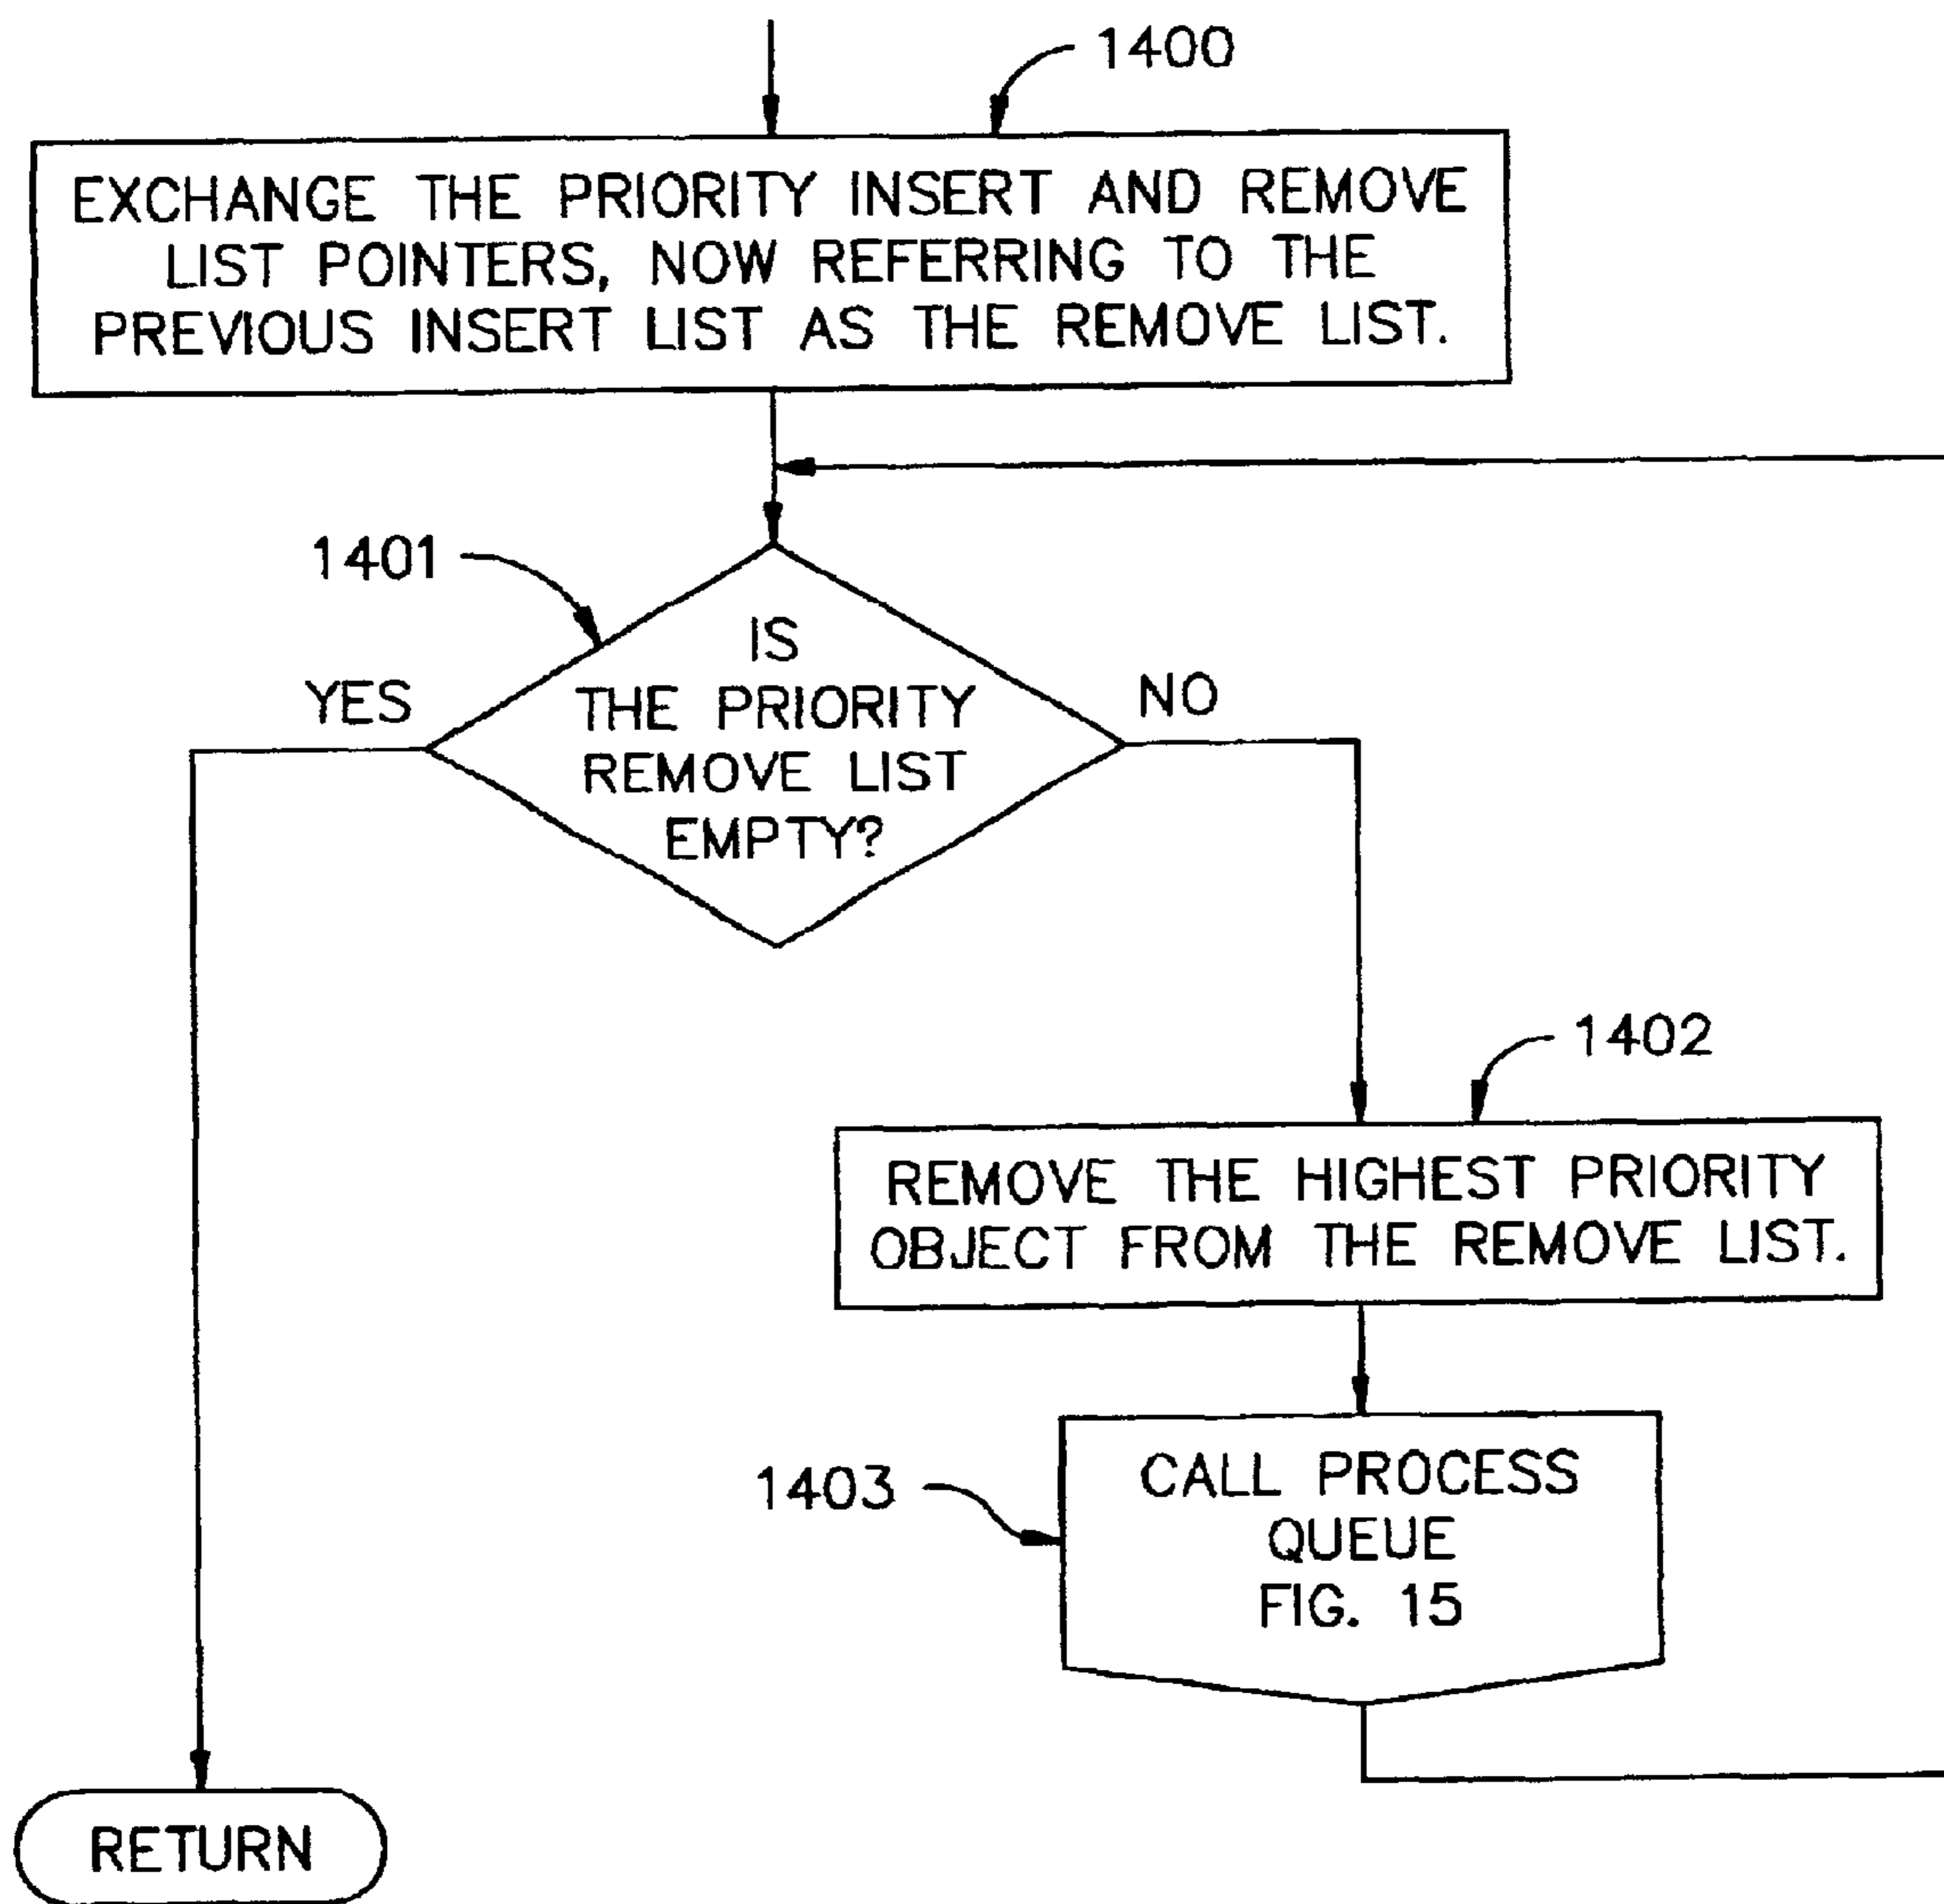 1400
EXCHANGE THE PRIORITY INSERT AND REMOVE
LIST POINTERS, NOW REFERRING TO THE
PREVIOUS INSERT LIST AS THE REMOVE LIST.
1401
IS
THE PRIORITY
REMOVE LIST
EMPTY?
YES
NO
1402
REMOVE THE HIGHEST PRIORITY
OBJECT FROM THE REMOVE LIST.
1403
CALL PROCESS
QUEUE
FIG. 15
RETURN